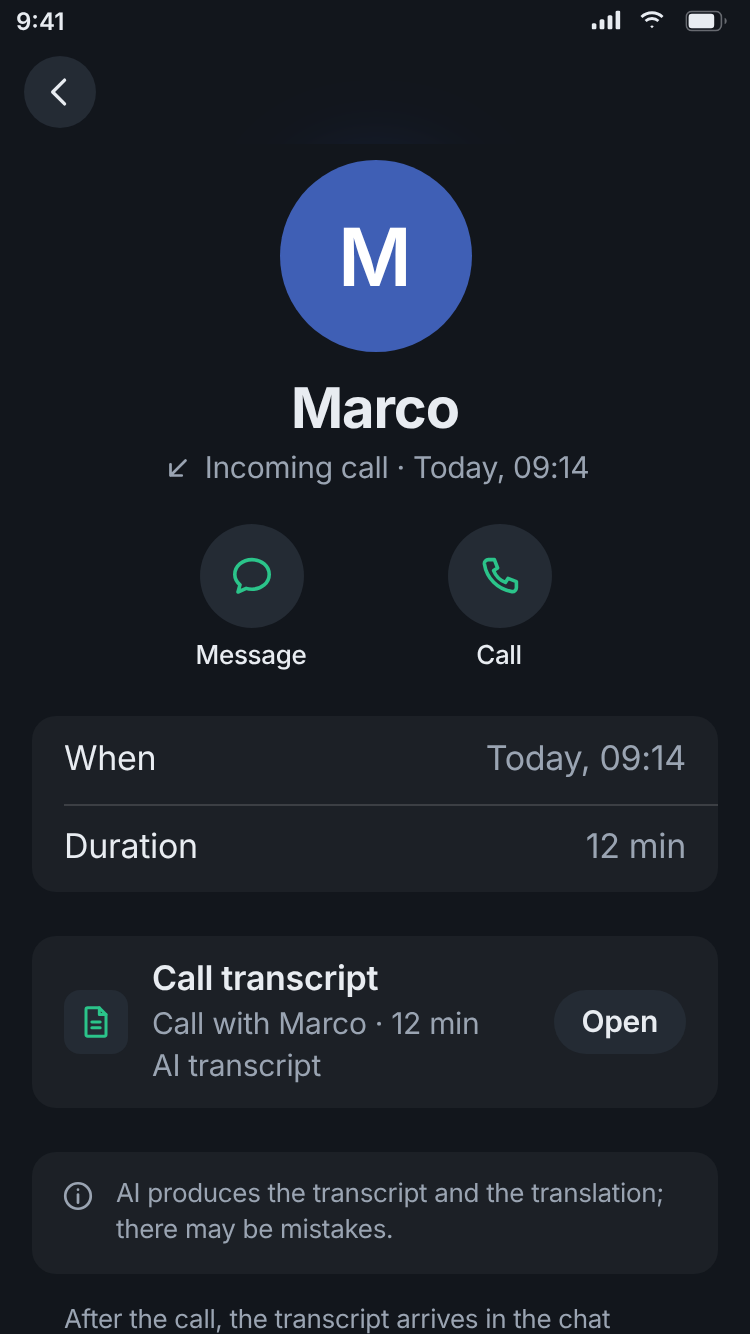 9:41
M
Marco
Incoming call · Today, 09:14
Message
Call
When
Today, 09:14
Duration
12 min
Call transcript
Call with Marco · 12 min
AI transcript
Open
AI produces the transcript and the translation;
there may be mistakes.
After the call, the transcript arrives in the chat